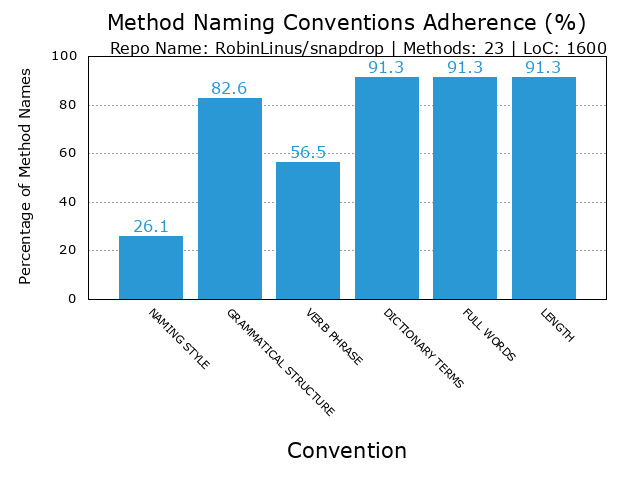 Method Naming Conventions Adherence (%)
Repo Name: RobinLinus/snapdrop | Methods: 23 | LoC: 1600
Percentage of Method Names
100
80
60
40
20
0
26.1
82.6
56.5
91.3
91.3
91.3
NAMING STYLE
GRAMMATICAL STRUCTURE
VERB PHRASE
DICTIONARY TERMS
FULL WORDS
LENGTH
Convention